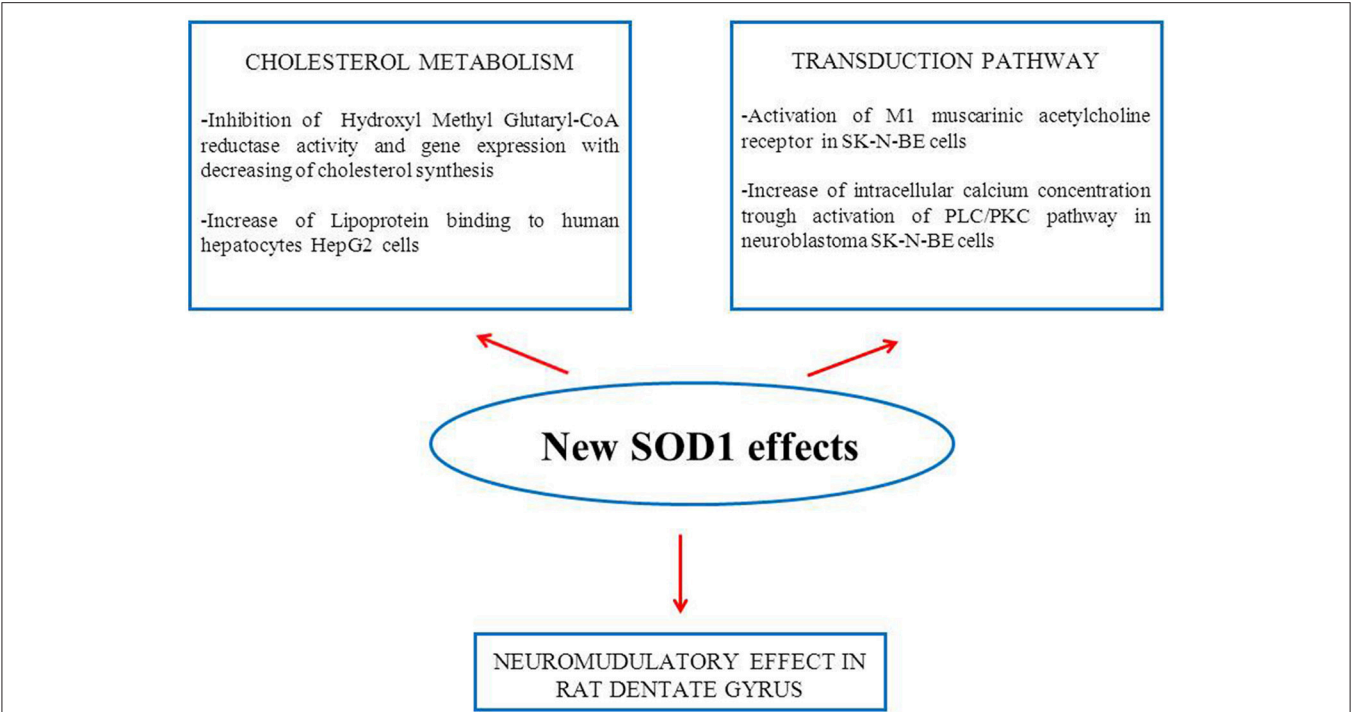 CHOLESTEROL METABOLISM
-Inhibition of Hydroxyl Methyl Glutaryl-CoA
reductase activity and gene expression with
decreasing of cholesterol synthesis
-Increase of Lipoprotein binding to human
hepatocytes HepG2 cells
TRANSDUCTION PATHWAY
-Activation of M1 muscarinic acetylcholine
receptor in SK-N-BE cells
-Increase of intracellular calcium concentration
trough activation of PLC/PKC pathway in
neuroblastoma SK-N-BE cells
New SOD1 effects
NEUROMUDULATORY EFFECT IN
RAT DENTATE GYRUS